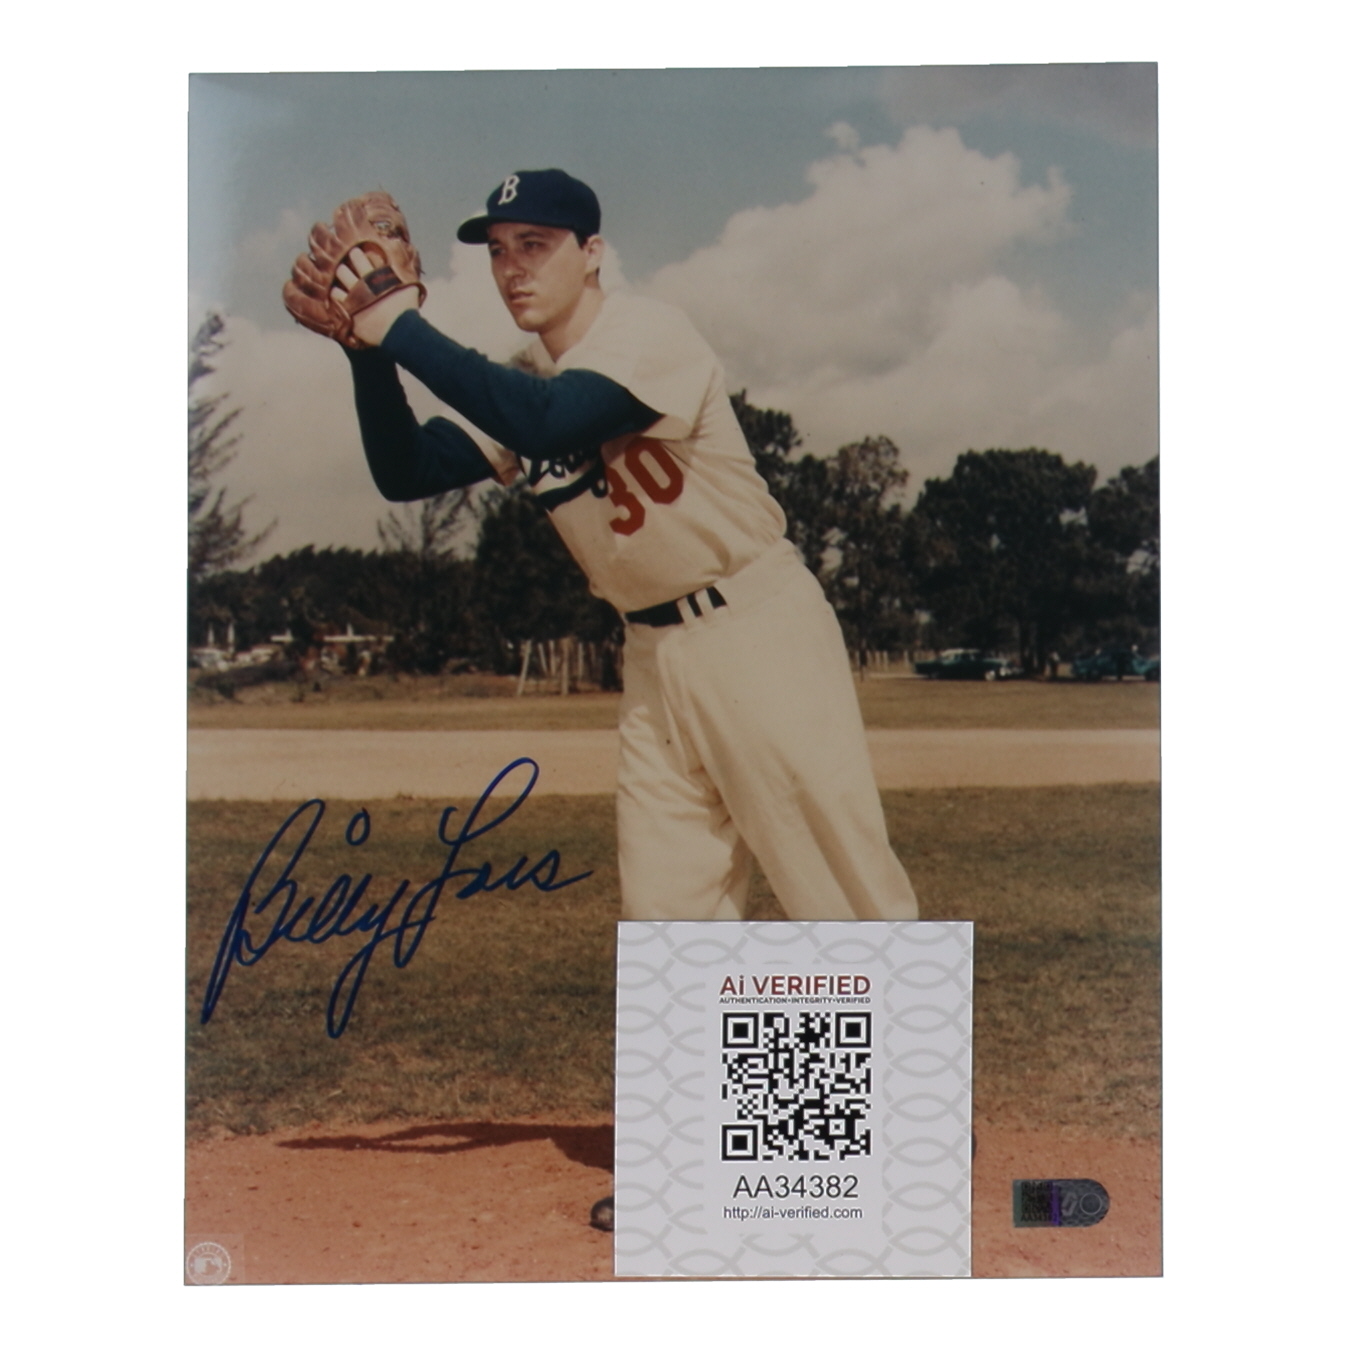 B
30
Billy Loes
Ai VERIFIED
AUTHENTICATION•INTEGRITY•VERIFIED
AA34382
http://ai-verified.com